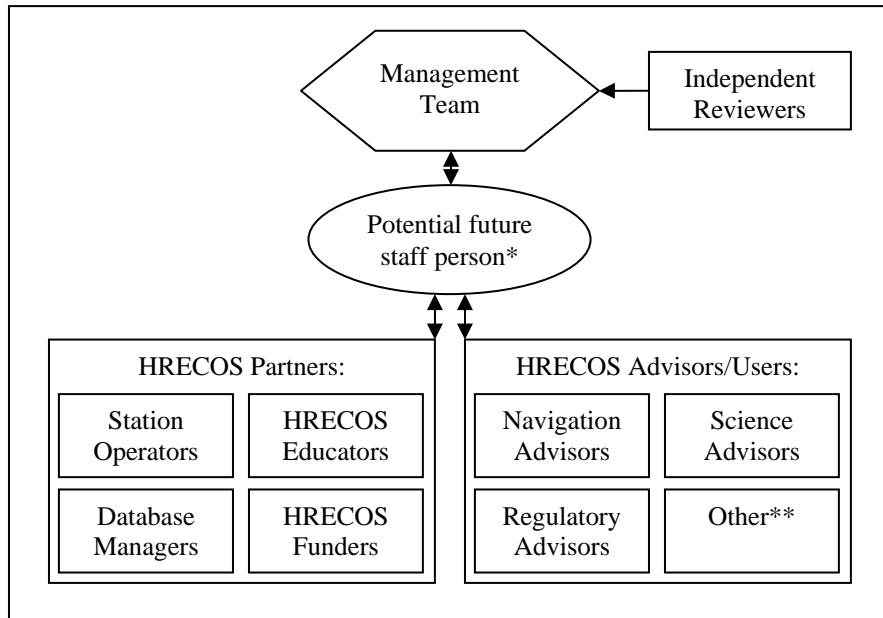 Management
Team
Independent
Reviewers
Potential future
staff person*
HRECOS Partners:
Station
Operators
HRECOS
Educators
Database
Managers
HRECOS
Funders
HRECOS Advisors/Users:
Navigation
Advisors
Science
Advisors
Regulatory
Advisors
Other**